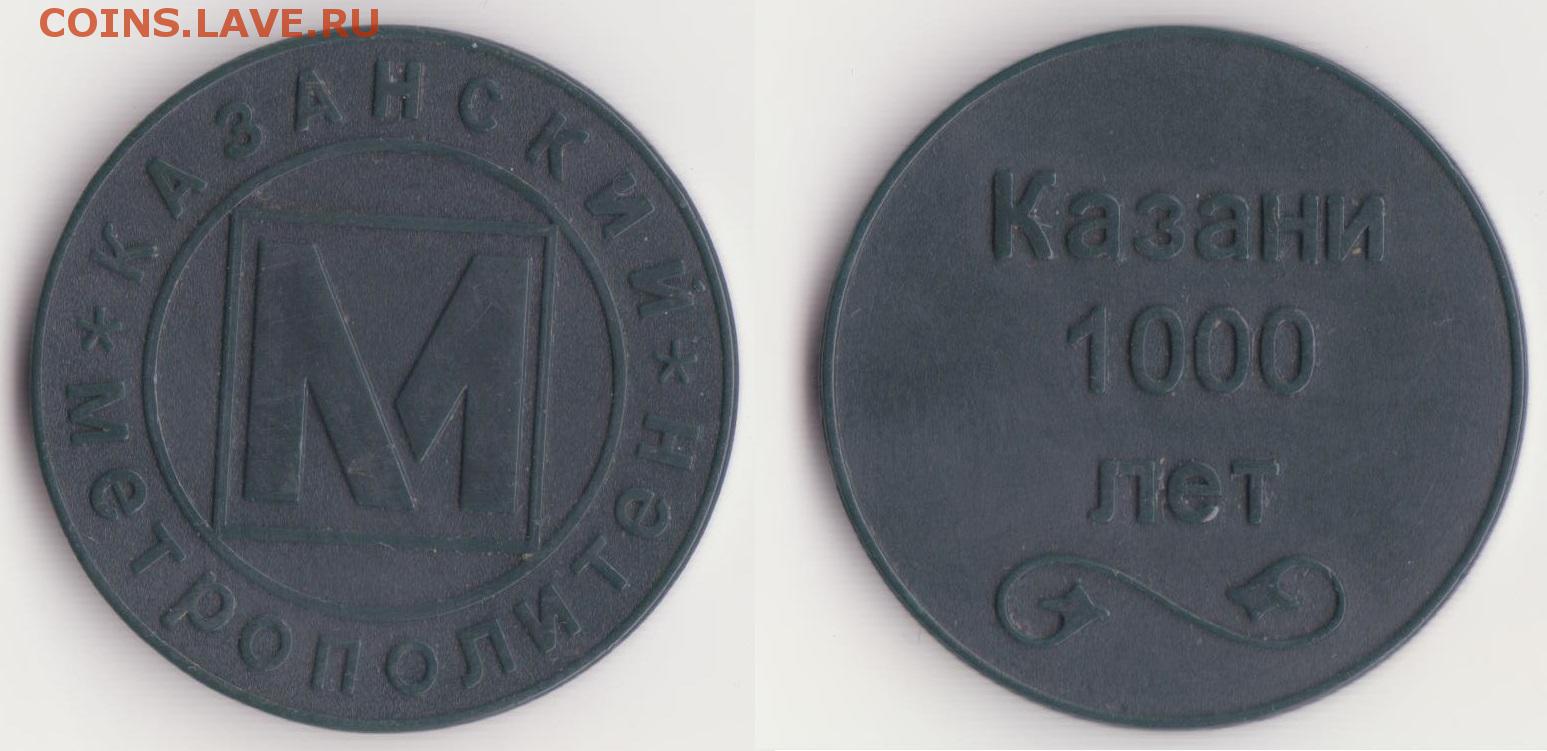 COINS.LAVE.RU
* КАЗАНСКИЙ *
Метрополитен
М
Казани
1000
лет